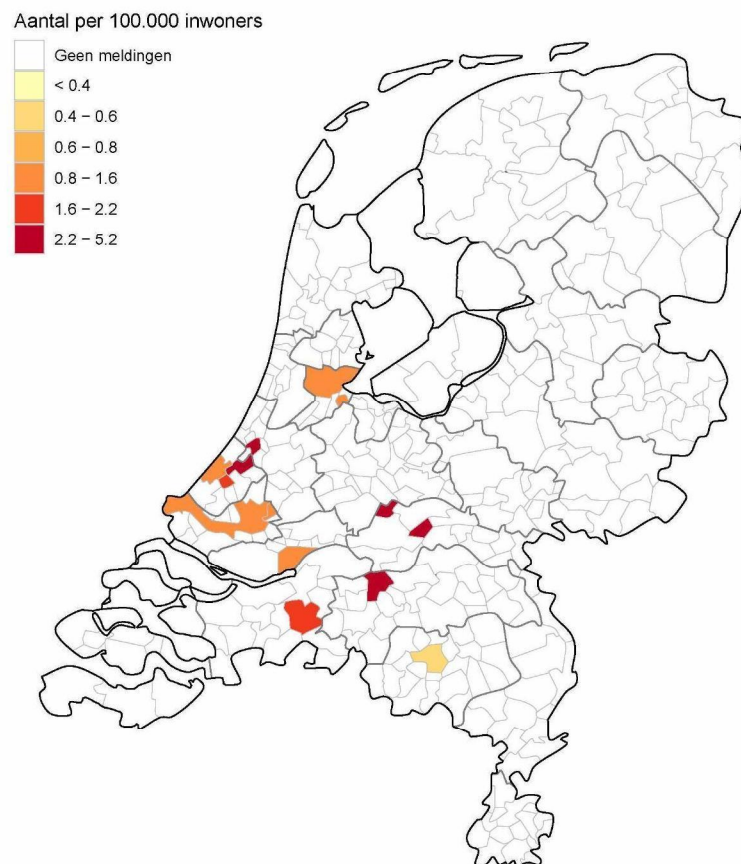 Aantal per 100.000 inwoners
Geen meldingen
< 0.4
0.4 – 0.6
0.6 – 0.8
0.8 – 1.6
1.6 – 2.2
2.2 – 5.2